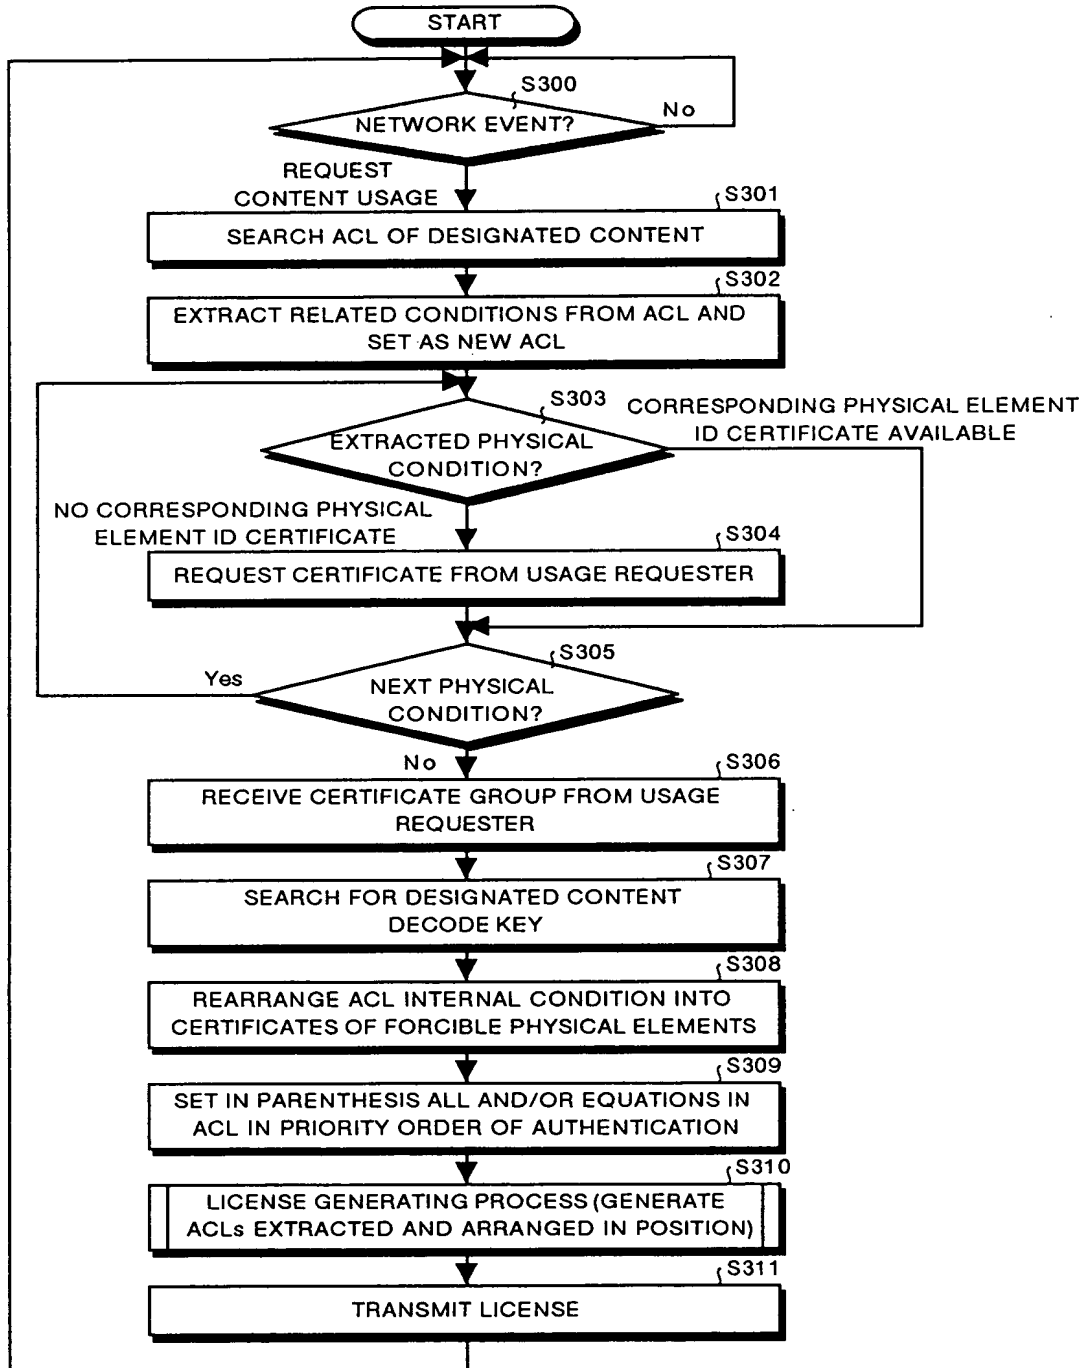 START
S300
NETWORK EVENT?
No
REQUEST
CONTENT USAGE
S301
SEARCH ACL OF DESIGNATED CONTENT
S302
EXTRACT RELATED CONDITIONS FROM ACL AND
SET AS NEW ACL
S303
CORRESPONDING PHYSICAL ELEMENT
ID CERTIFICATE AVAILABLE
EXTRACTED PHYSICAL
CONDITION?
NO CORRESPONDING PHYSICAL
ELEMENT ID CERTIFICATE
S304
REQUEST CERTIFICATE FROM USAGE REQUESTER
S305
Yes
NEXT PHYSICAL
CONDITION?
No
S306
RECEIVE CERTIFICATE GROUP FROM USAGE
REQUESTER
S307
SEARCH FOR DESIGNATED CONTENT
DECODE KEY
S308
REARRANGE ACL INTERNAL CONDITION INTO
CERTIFICATES OF FORCIBLE PHYSICAL ELEMENTS
S309
SET IN PARENTHESIS ALL AND/OR EQUATIONS IN
ACL IN PRIORITY ORDER OF AUTHENTICATION
S310
LICENSE GENERATING PROCESS (GENERATE
ACLs EXTRACTED AND ARRANGED IN POSITION)
S311
TRANSMIT LICENSE